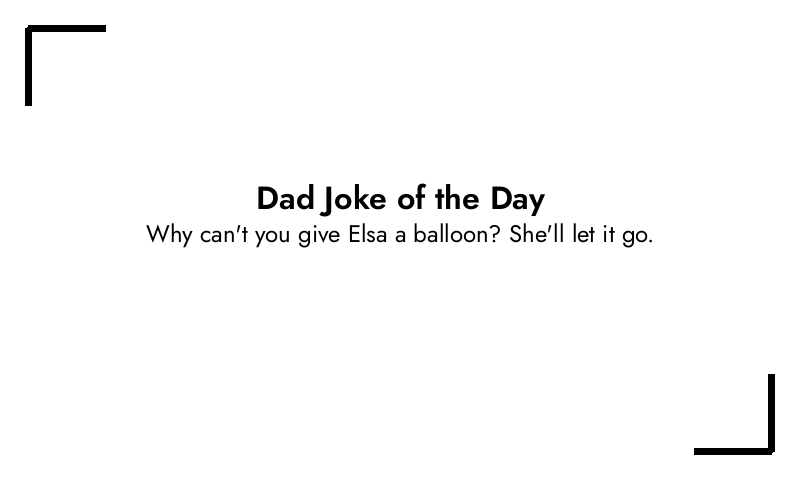 Dad Joke of the Day
Why can't you give Elsa a balloon? She'll let it go.